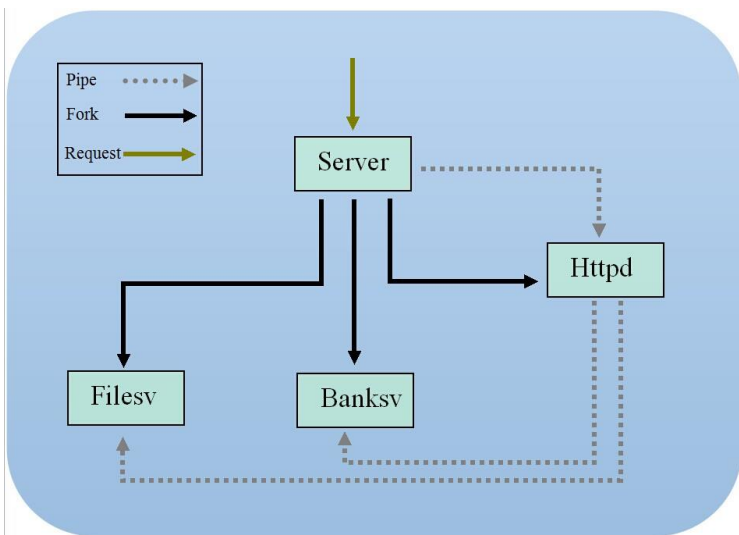 Pipe
Fork
Request
Server
Httpd
Filesv
Banksv